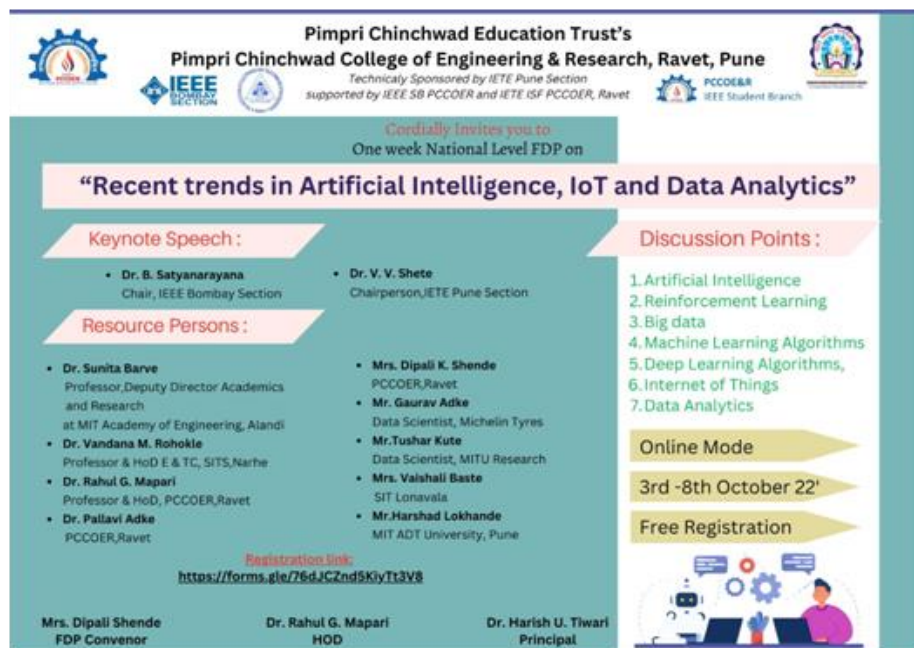 Pimpri Chinchwad Education Trust's
Pimpri Chinchwad College of Engineering & Research, Ravet, Pune
Technicaly Sponsored by IETE Pune Section
supported by IEEE SB PCCOER and IETE ISF PCCOER, Ravet
IEEE
BOMBAY
SECTION
PCCOE&R
IEEE Student Branch
Cordially Invites you to
One week National Level FDP on
“Recent trends in Artificial Intelligence, IoT and Data Analytics”
Keynote Speech :
• Dr. B. Satyanarayana
Chair, IEEE Bombay Section
• Dr. V. V. Shete
Chairperson,IETE Pune Section
Resource Persons :
• Dr. Sunita Barve
Professor,Deputy Director Academics
and Research
at MIT Academy of Engineering, Alandi
• Dr. Vandana M. Rohokle
Professor & HoD E & TC, SITS,Narhe
• Dr. Rahul G. Mapari
Professor & HoD, PCCOER,Ravet
• Dr. Pallavi Adke
PCCOER,Ravet
• Mrs. Dipali K. Shende
PCCOER,Ravet
• Mr. Gaurav Adke
Data Scientist, Michelin Tyres
• Mr.Tushar Kute
Data Scientist, MITU Research
• Mrs. Vaishali Baste
SIT Lonavala
• Mr.Harshad Lokhande
MIT ADT University, Pune
Discussion Points :
1.Artificial Intelligence
2.Reinforcement Learning
3.Big data
4.Machine Learning Algorithms
5.Deep Learning Algorithms,
6.Internet of Things
7.Data Analytics
Online Mode
3rd -8th October 22'
Free Registration
Registration link:
https://forms.gle/76dJCZnd5KiyTt3V8
Mrs. Dipali Shende
FDP Convenor
Dr. Rahul G. Mapari
HOD
Dr. Harish U. Tiwari
Principal